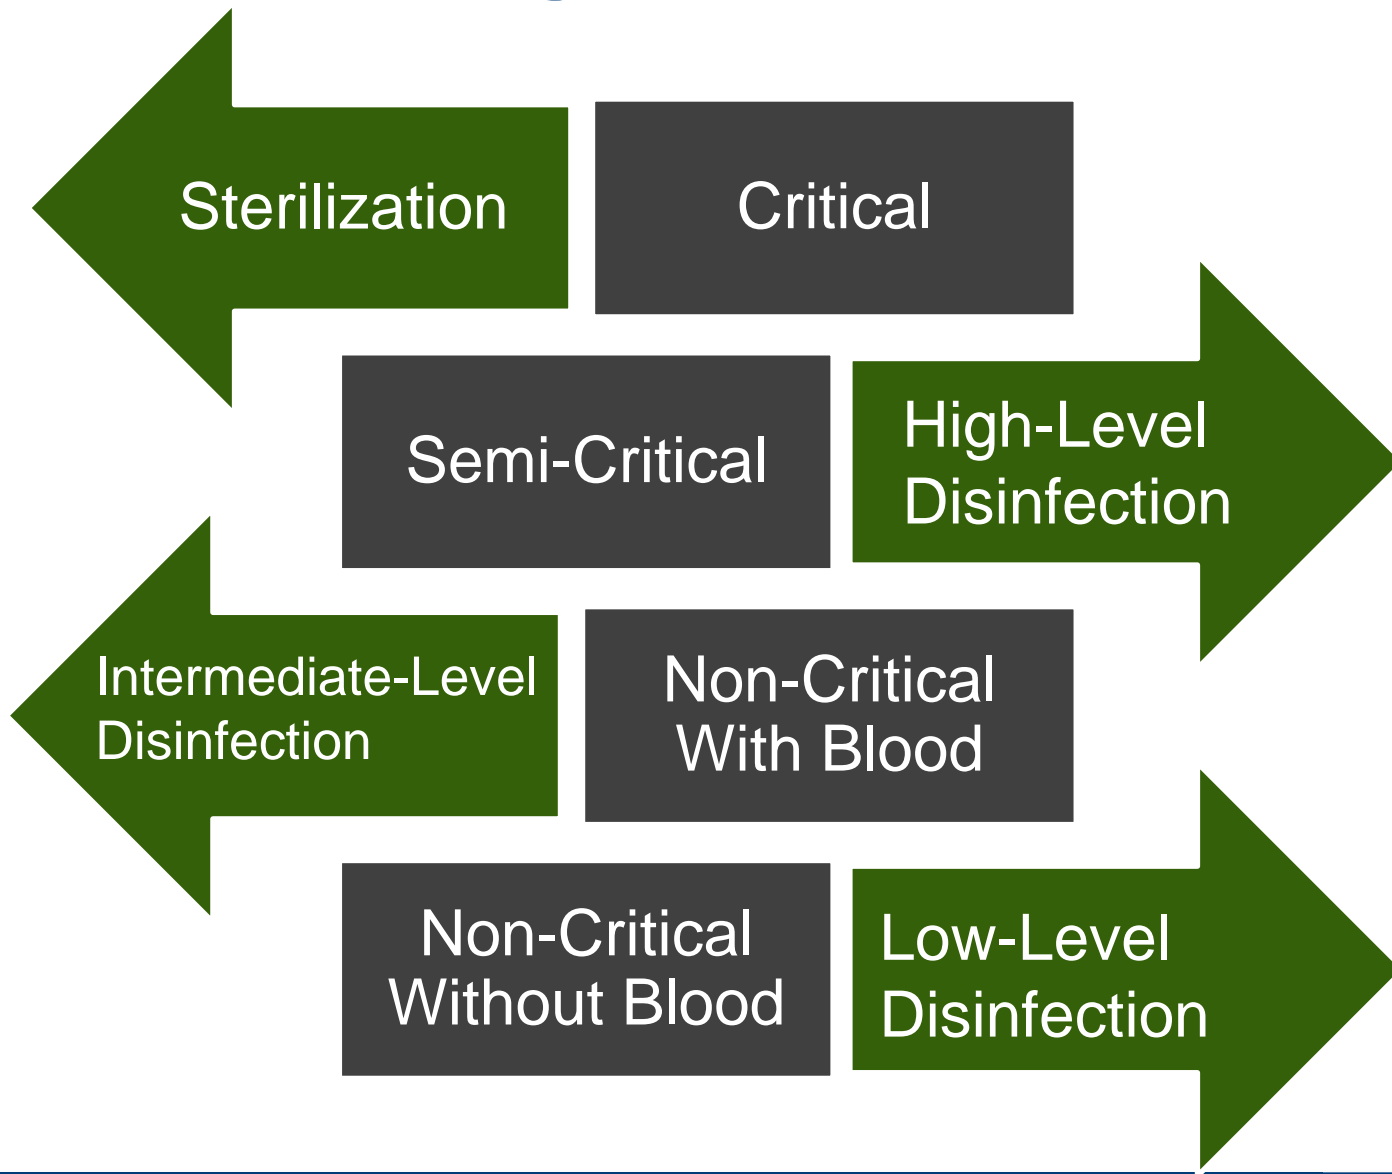 Sterilization
Critical
Semi-Critical
High-Level
Disinfection
Intermediate-Level
Disinfection
Non-Critical
With Blood
Non-Critical
Without Blood
Low-Level
Disinfection